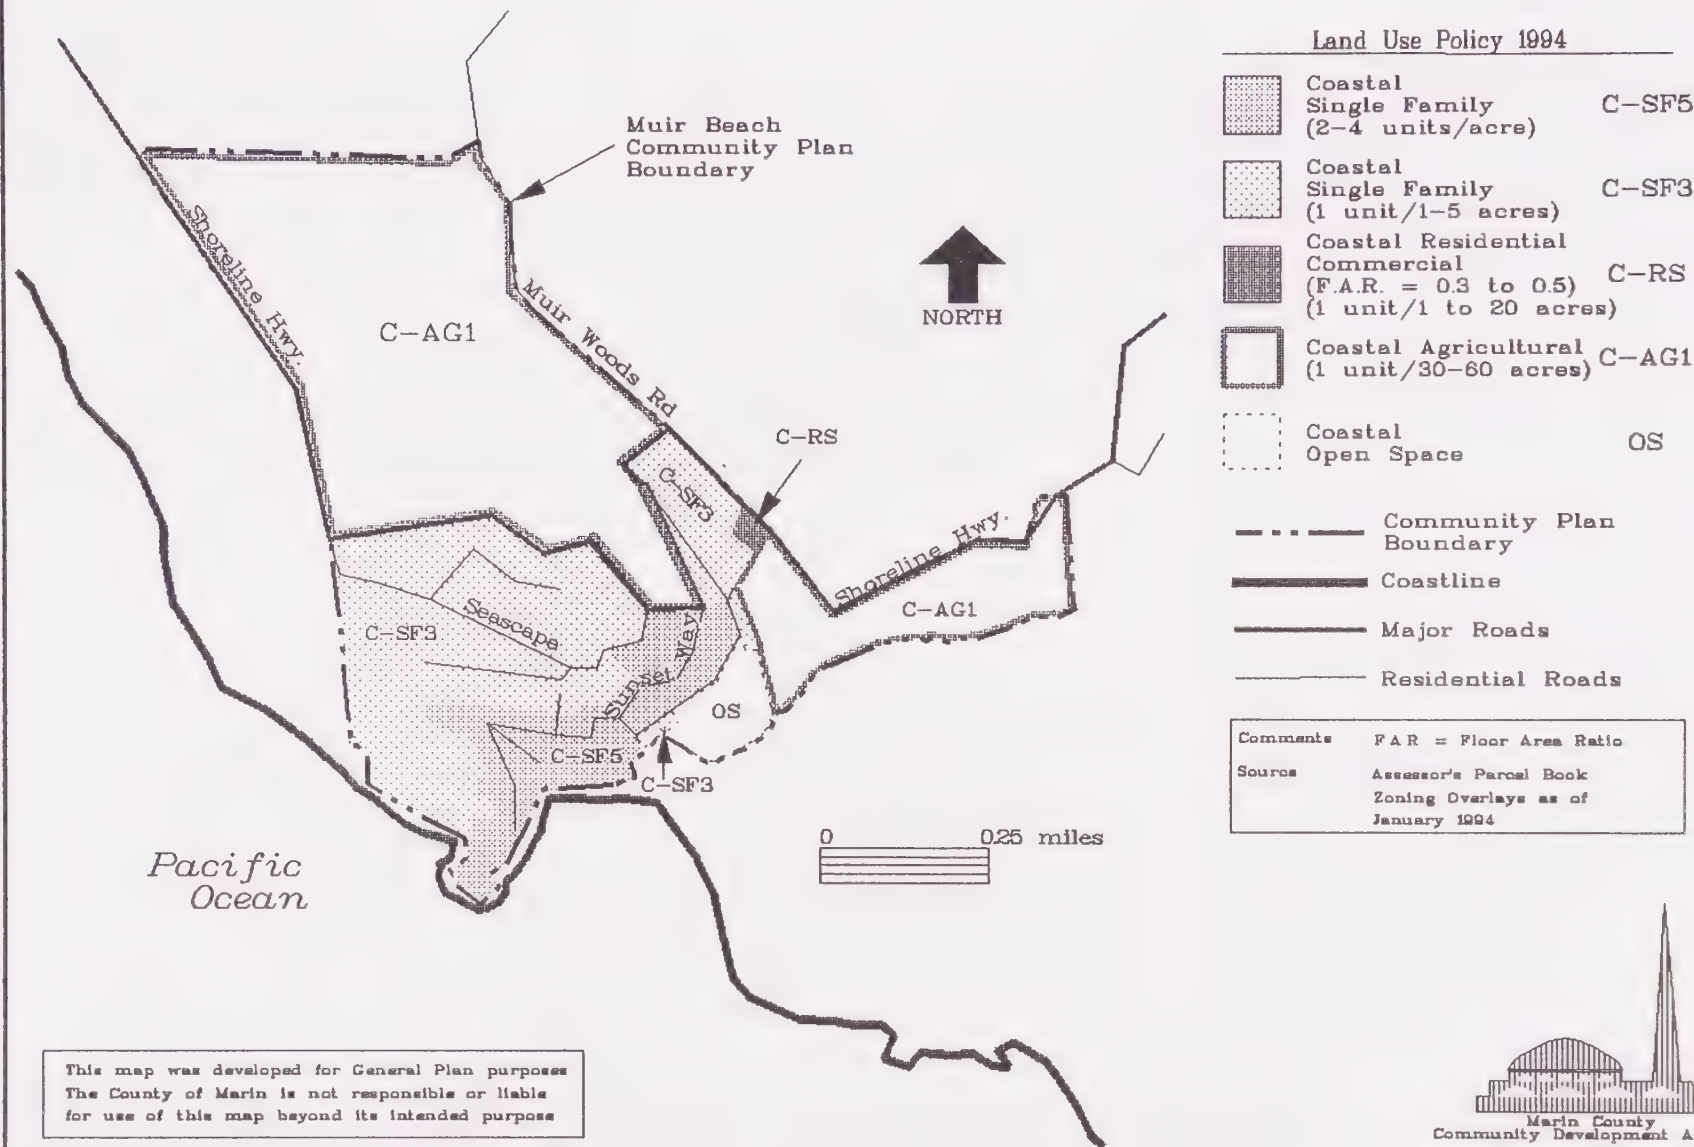 Land Use Policy 1994
Coastal
Single Family C-SF5
(2-4 units/acre)
Coastal
Single Family C-SF3
(1 unit/1-5 acres)
Coastal Residential
Commercial C-RS
(F.A.R. = 0.3 to 0.5)
(1 unit/1 to 20 acres)
Coastal Agricultural C-AG1
(1 unit/30-60 acres)
Coastal OS
Open Space
Community Plan
Boundary
Coastline
Major Roads
Residential Roads
Comments F A R = Floor Area Ratio
Source Assessor's Parcel Book
Zoning Overlays as of
January 1994
Muir Beach
Community Plan
Boundary
NORTH
Shoreline Hwy.
C-AG1
Muir Woods Rd
C-RS
C-SF3
Shoreline Hwy.
C-AG1
Seascape
C-SF3
Sunset Way
OS
C-SF5
C-SF3
0 0.25 miles
Pacific
Ocean
This map was developed for General Plan purposes
The County of Marin is not responsible or liable
for use of this map beyond its intended purpose
Marin County
Community Development A